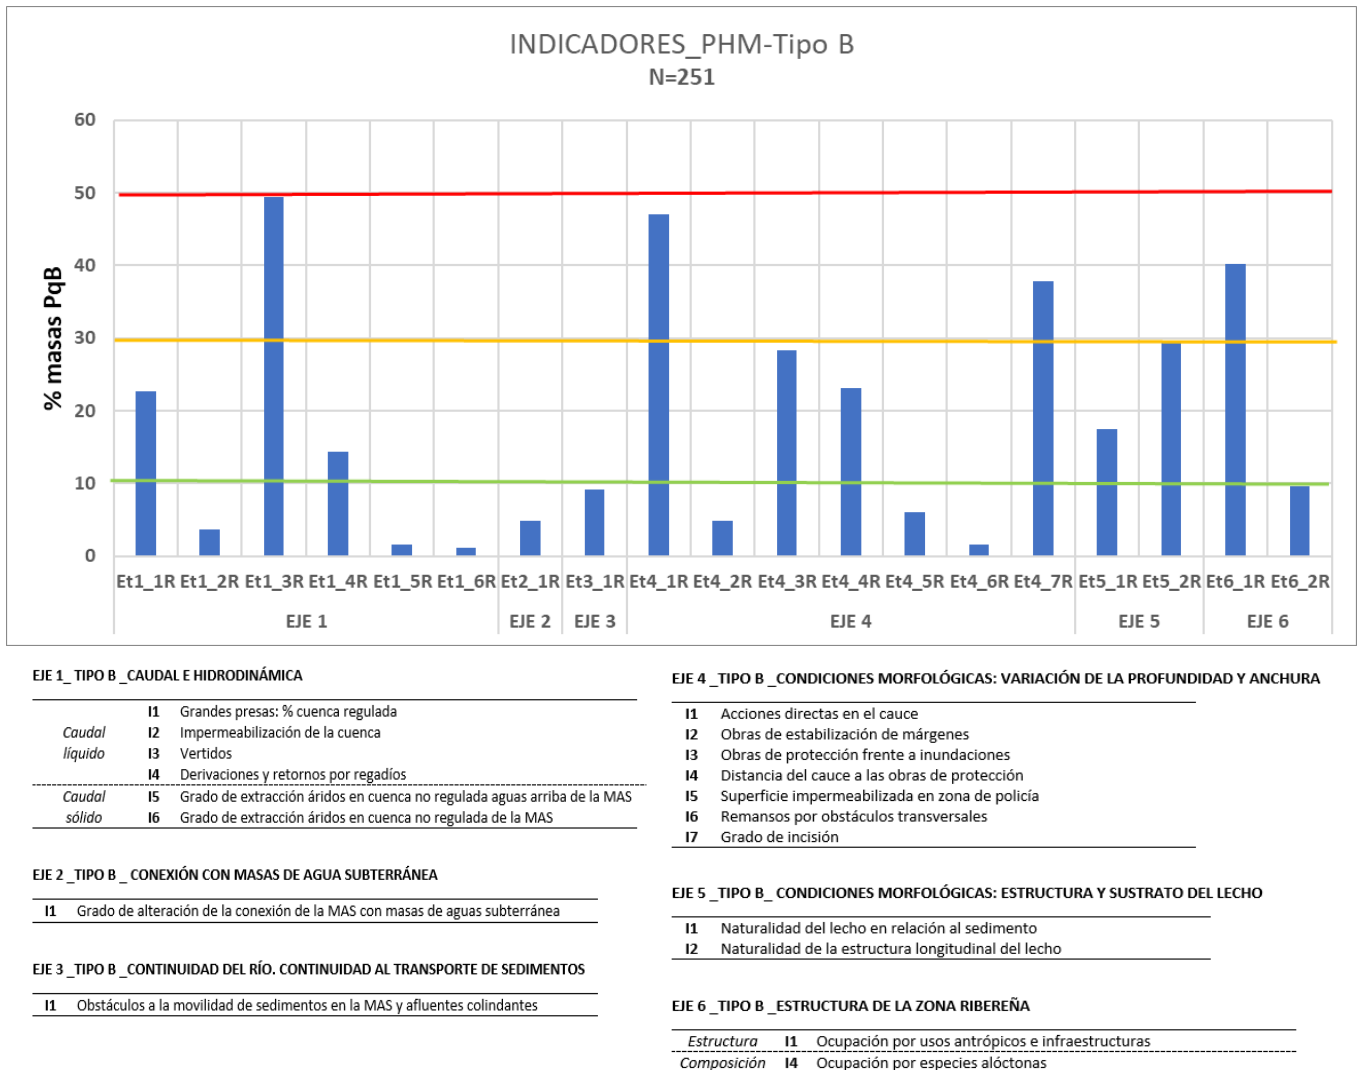 INDICADORES_PHM-Tipo B
N=251
60
50
40
30
20
10
0
% masas PqB
Et1_1R Et1_2R Et1_3R Et1_4R Et1_5R Et1_6R Et2_1R Et3_1R Et4_1R Et4_2R Et4_3R Et4_4R Et4_5R Et4_6R Et4_7R Et5_1R Et5_2R Et6_1R Et6_2R
EJE 1 EJE 2 EJE 3 EJE 4 EJE 5 EJE 6
EJE 1_ TIPO B _CAUDAL E HIDRODINÁMICA
I1 Grandes presas: % cuenca regulada
Caudal I2 Impermeabilización de la cuenca
líquido I3 Vertidos
I4 Derivaciones y retornos por regadíos
Caudal I5 Grado de extracción áridos en cuenca no regulada aguas arriba de la MAS
sólido I6 Grado de extracción áridos en cuenca no regulada de la MAS
EJE 2 _TIPO B _ CONEXIÓN CON MASAS DE AGUA SUBTERRÁNEA
I1 Grado de alteración de la conexión de la MAS con masas de aguas subterránea
EJE 3 _TIPO B _CONTINUIDAD DEL RÍO. CONTINUIDAD AL TRANSPORTE DE SEDIMENTOS
I1 Obstáculos a la movilidad de sedimentos en la MAS y afluentes colindantes
EJE 4 _TIPO B _CONDICIONES MORFOLÓGICAS: VARIACIÓN DE LA PROFUNDIDAD Y ANCHURA
I1 Acciones directas en el cauce
I2 Obras de estabilización de márgenes
I3 Obras de protección frente a inundaciones
I4 Distancia del cauce a las obras de protección
I5 Superficie impermeabilizada en zona de policía
I6 Remansos por obstáculos transversales
I7 Grado de incisión
EJE 5 _TIPO B_ CONDICIONES MORFOLÓGICAS: ESTRUCTURA Y SUSTRATO DEL LECHO
I1 Naturalidad del lecho en relación al sedimento
I2 Naturalidad de la estructura longitudinal del lecho
EJE 6 _TIPO B _ESTRUCTURA DE LA ZONA RIBEREÑA
Estructura I1 Ocupación por usos antrópicos e infraestructuras
Composición I4 Ocupación por especies alóctonas